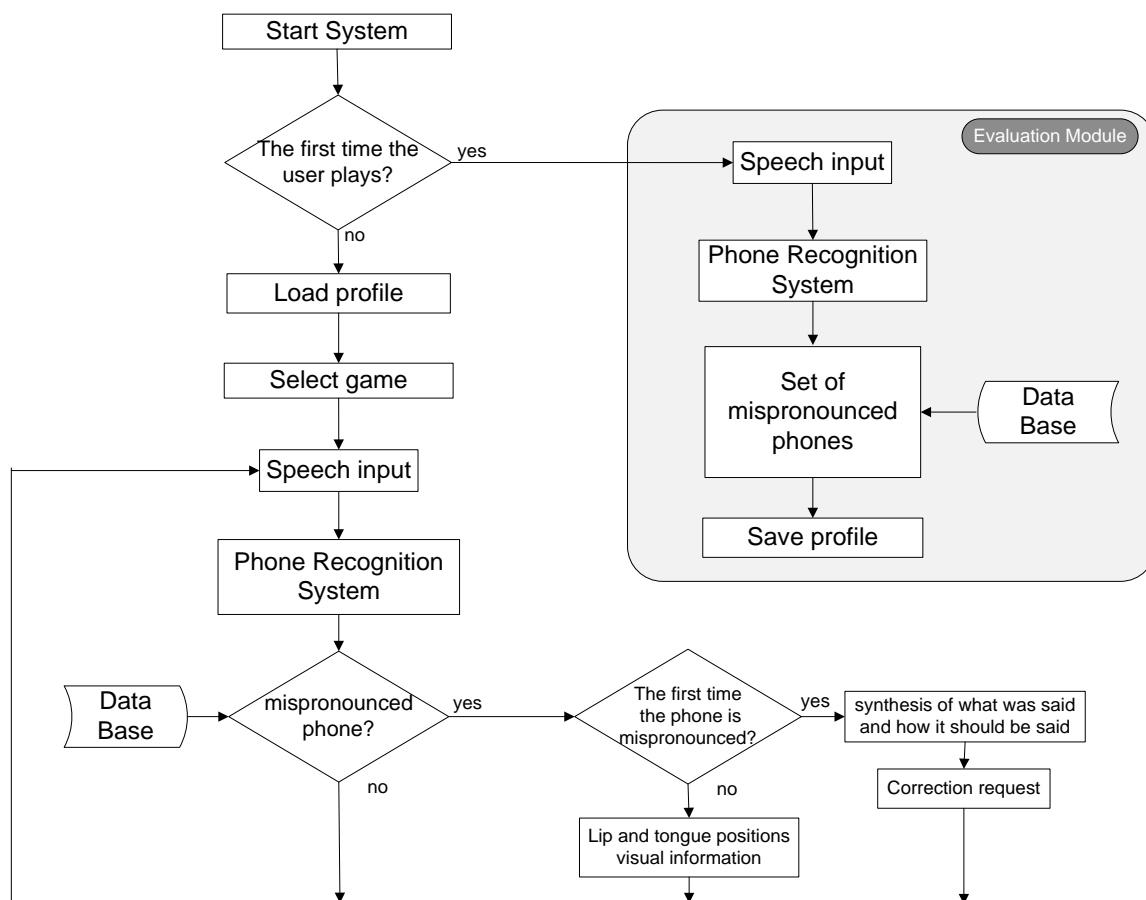 Start System
The first time the
user plays?
yes
no
Evaluation Module
Speech input
Phone Recognition
System
Set of
mispronounced
phones
Data
Base
Save profile
Load profile
Select game
Speech input
Phone Recognition
System
Data
Base
mispronounced
phone?
yes
no
The first time
the phone is
mispronounced?
yes
no
synthesis of what was said
and how it should be said
Correction request
Lip and tongue positions
visual information